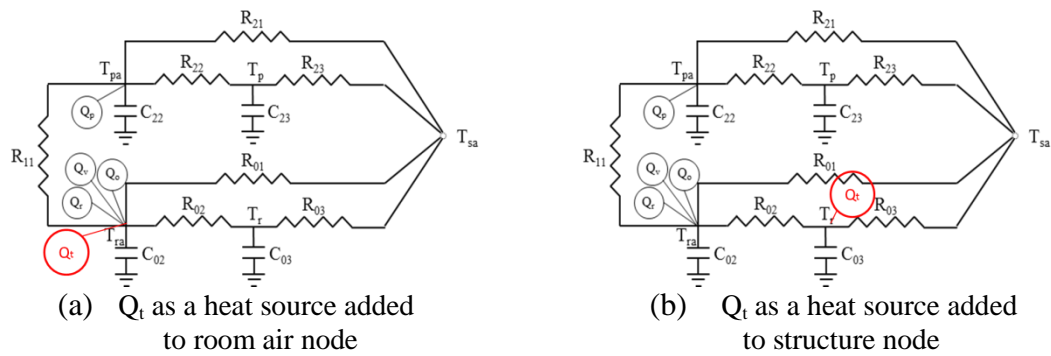 R21
Tpa
R22
Tp
R23
Qp
C22
C23
Tsa
R11
Qv
Qo
R01
Qr
R02
Tr
R03
Tra
Qt
C02
C03
(a) Qt as a heat source added
to room air node
R21
Tpa
R22
Tp
R23
Qp
C22
C23
Tsa
R11
Qv
Qo
R01
Qt
Qr
R02
Tr
R03
Tra
C02
C03
(b) Qt as a heat source added
to structure node